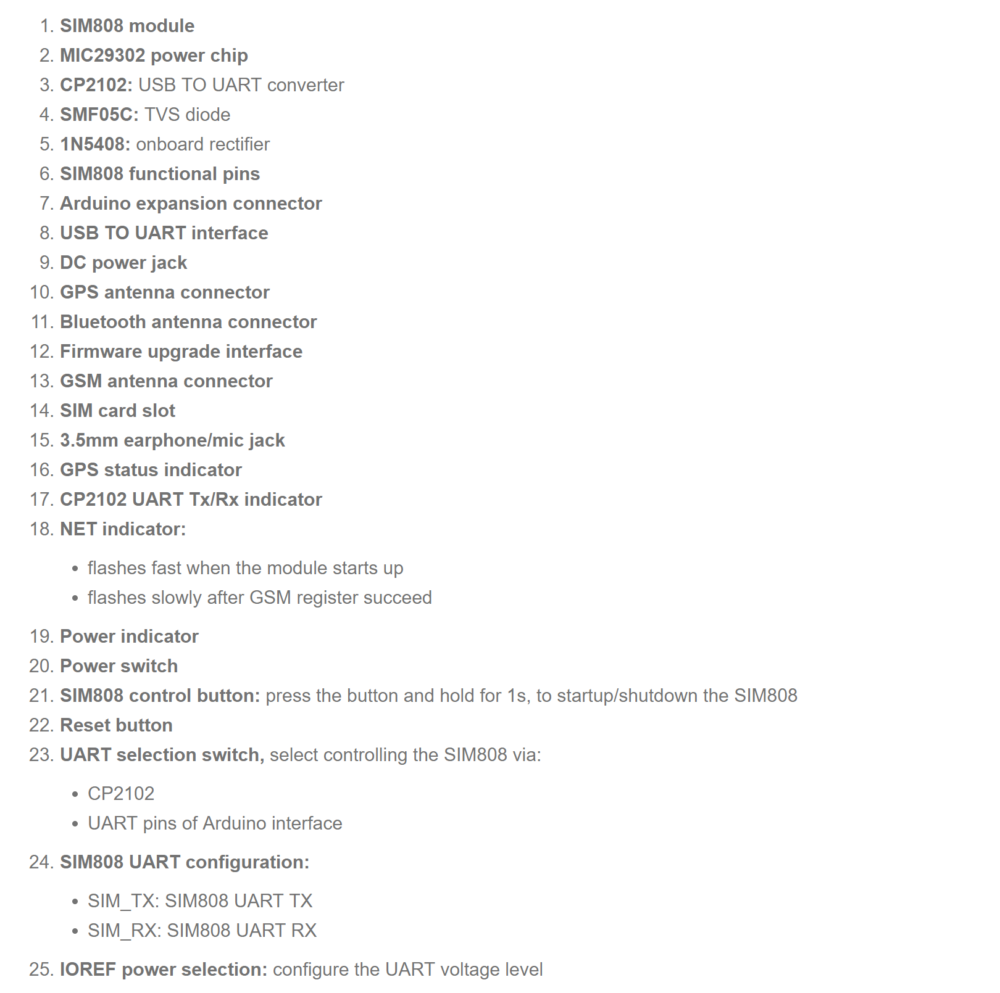 1. SIM808 module
2. MIC29302 power chip
3. CP2102: USB TO UART converter
4. SMF05C: TVS diode
5. 1N5408: onboard rectifier
6. SIM808 functional pins
7. Arduino expansion connector
8. USB TO UART interface
9. DC power jack
10. GPS antenna connector
11. Bluetooth antenna connector
12. Firmware upgrade interface
13. GSM antenna connector
14. SIM card slot
15. 3.5mm earphone/mic jack
16. GPS status indicator
17. CP2102 UART Tx/Rx indicator
18. NET indicator:
• flashes fast when the module starts up
• flashes slowly after GSM register succeed
19. Power indicator
20. Power switch
21. SIM808 control button: press the button and hold for 1s, to startup/shutdown the SIM808
22. Reset button
23. UART selection switch, select controlling the SIM808 via:
• CP2102
• UART pins of Arduino interface
24. SIM808 UART configuration:
• SIM_TX: SIM808 UART TX
• SIM_RX: SIM808 UART RX
25. IOREF power selection: configure the UART voltage level